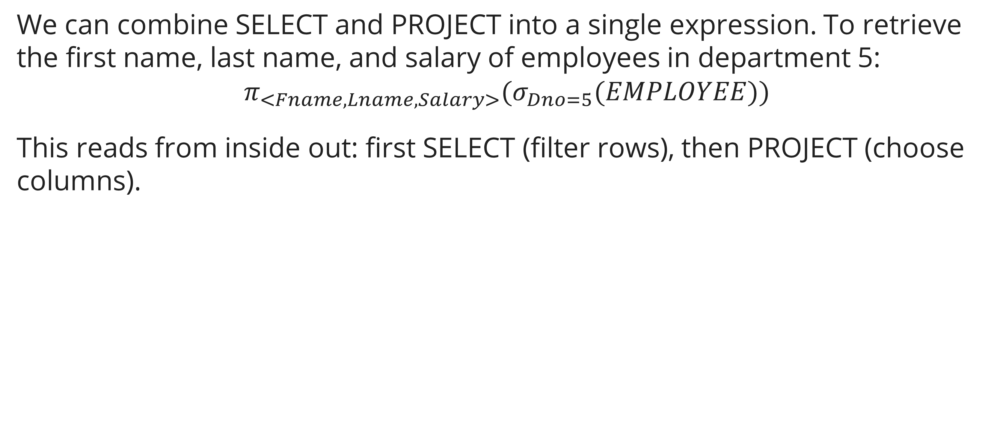 We can combine SELECT and PROJECT into a single expression. To retrieve
the first name, last name, and salary of employees in department 5:
π<Fname,Lname,Salary>(σDno=5(EMPLOYEE))
This reads from inside out: first SELECT (filter rows), then PROJECT (choose
columns).